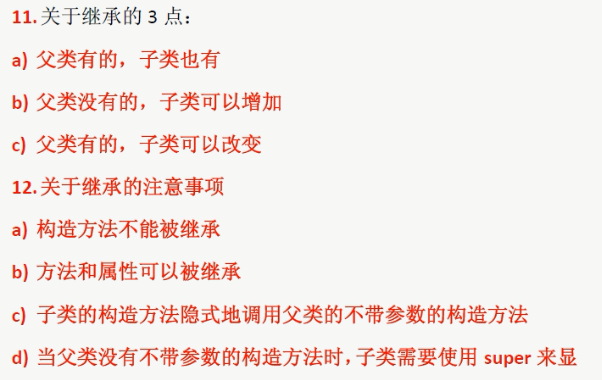 11.关于继承的 3 点：
a) 父类有的，子类也有
b) 父类没有的，子类可以增加
c) 父类有的，子类可以改变
12.关于继承的注意事项
a) 构造方法不能被继承
b) 方法和属性可以被继承
c) 子类的构造方法隐式地调用父类的不带参数的构造方法
d) 当父类没有不带参数的构造方法时，子类需要使用 super 来显